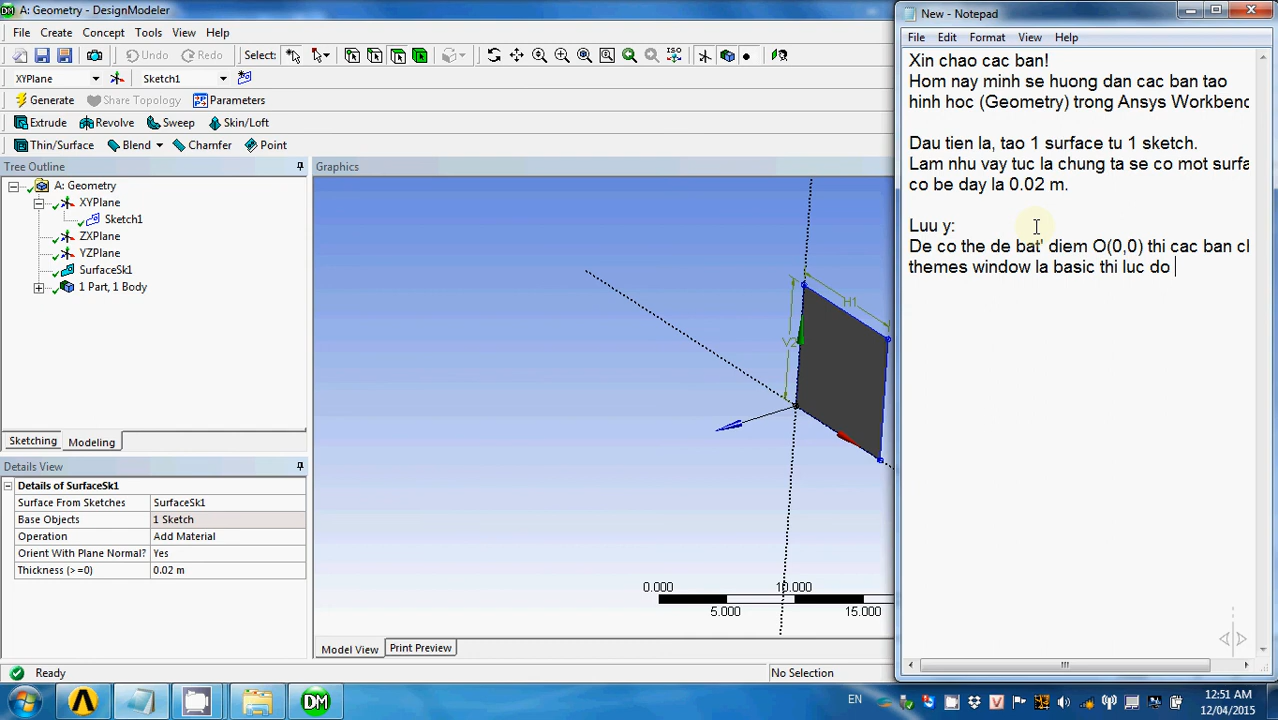 A: Geometry - DesignModeler
File Create Concept Tools View Help
Undo Redo Select:
XYPlane Sketch1
Generate Share Topology Parameters
Extrude Revolve Sweep Skin/Loft
Thin/Surface Blend Chamfer Point
Tree Outline
A: Geometry
XYPlane
Sketch1
ZXPlane
YZPlane
SurfaceSk1
1 Part, 1 Body
Sketching Modeling
Details View
Details of SurfaceSk1
Surface From Sketches SurfaceSk1
Base Objects 1 Sketch
Operation Add Material
Orient With Plane Normal? Yes
Thickness (>=0) 0.02 m
Graphics
H1
V2
0.000 10.000
5.000 15.000
Model View Print Preview
Ready No Selection
New - Notepad
File Edit Format View Help
Xin chao cac ban!
Hom nay minh se huong dan cac ban tao
hinh hoc (Geometry) trong Ansys Workbenc
Dau tien la, tao 1 surface tu 1 sketch.
Lam nhu vay tuc la chung ta se co mot surfa
co be day la 0.02 m.
Luu y:
De co the de bat' diem O(0,0) thi cac ban cl
themes window la basic thi luc do
EN 12:51 AM
12/04/2015